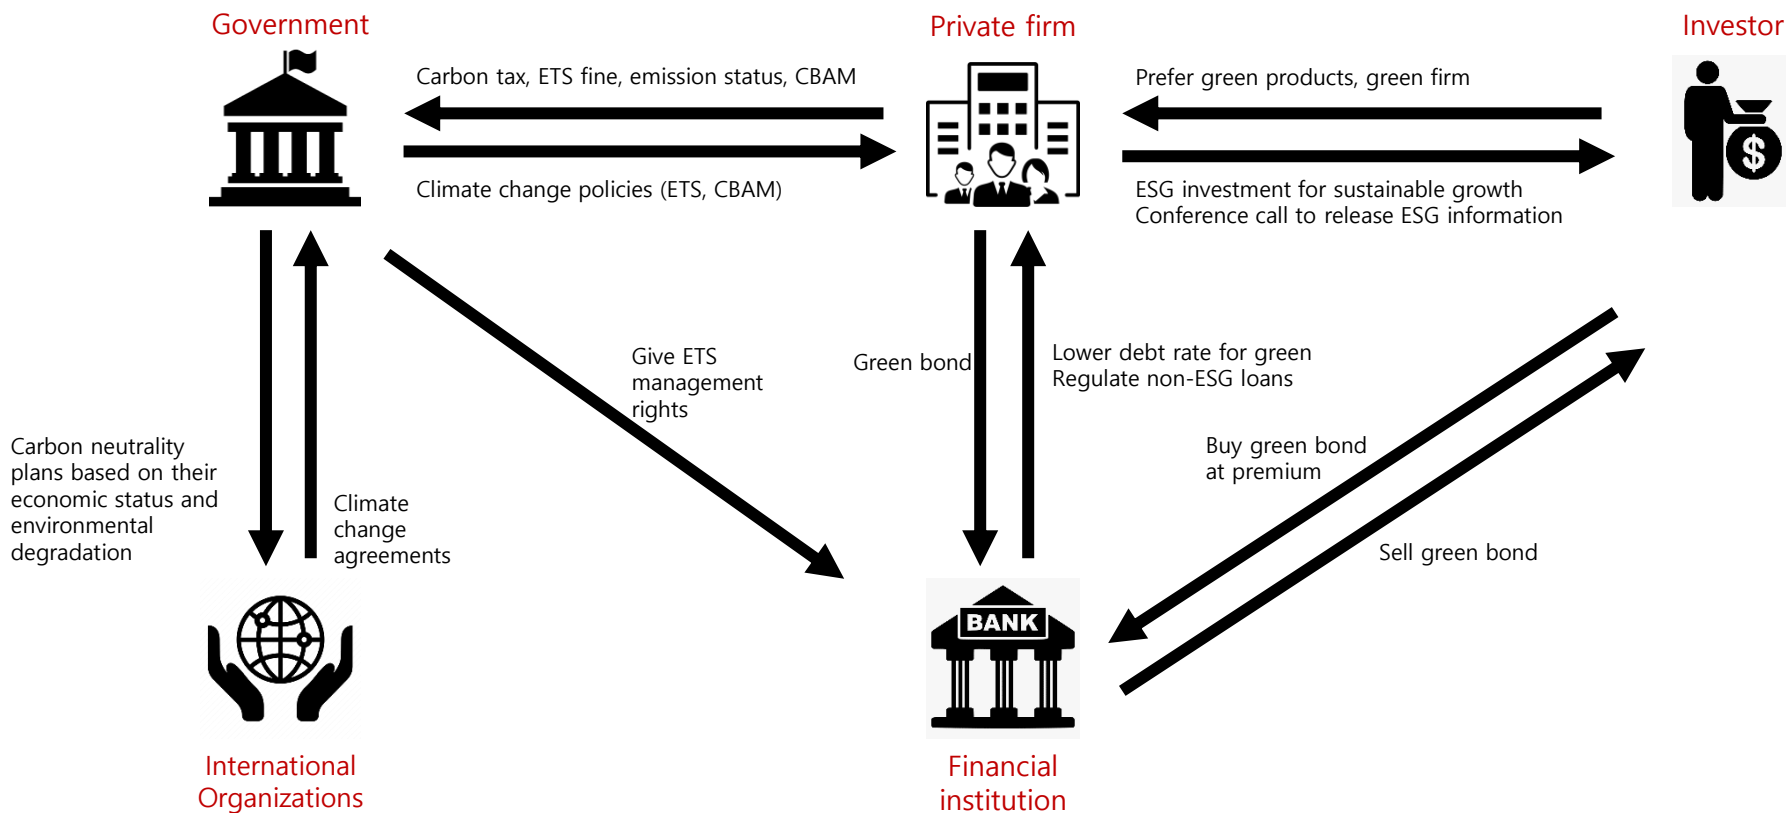 Government
Private firm
Investor
Carbon tax, ETS fine, emission status, CBAM
Prefer green products, green firm
Climate change policies (ETS, CBAM)
ESG investment for sustainable growth
Conference call to release ESG information
$
Give ETS
management
rights
Green bond
Lower debt rate for green
Regulate non-ESG loans
Carbon neutrality
plans based on their
economic status and
environmental
degradation
Climate
change
agreements
Buy green bond
at premium
Sell green bond
BANK
International
Organizations
Financial
institution